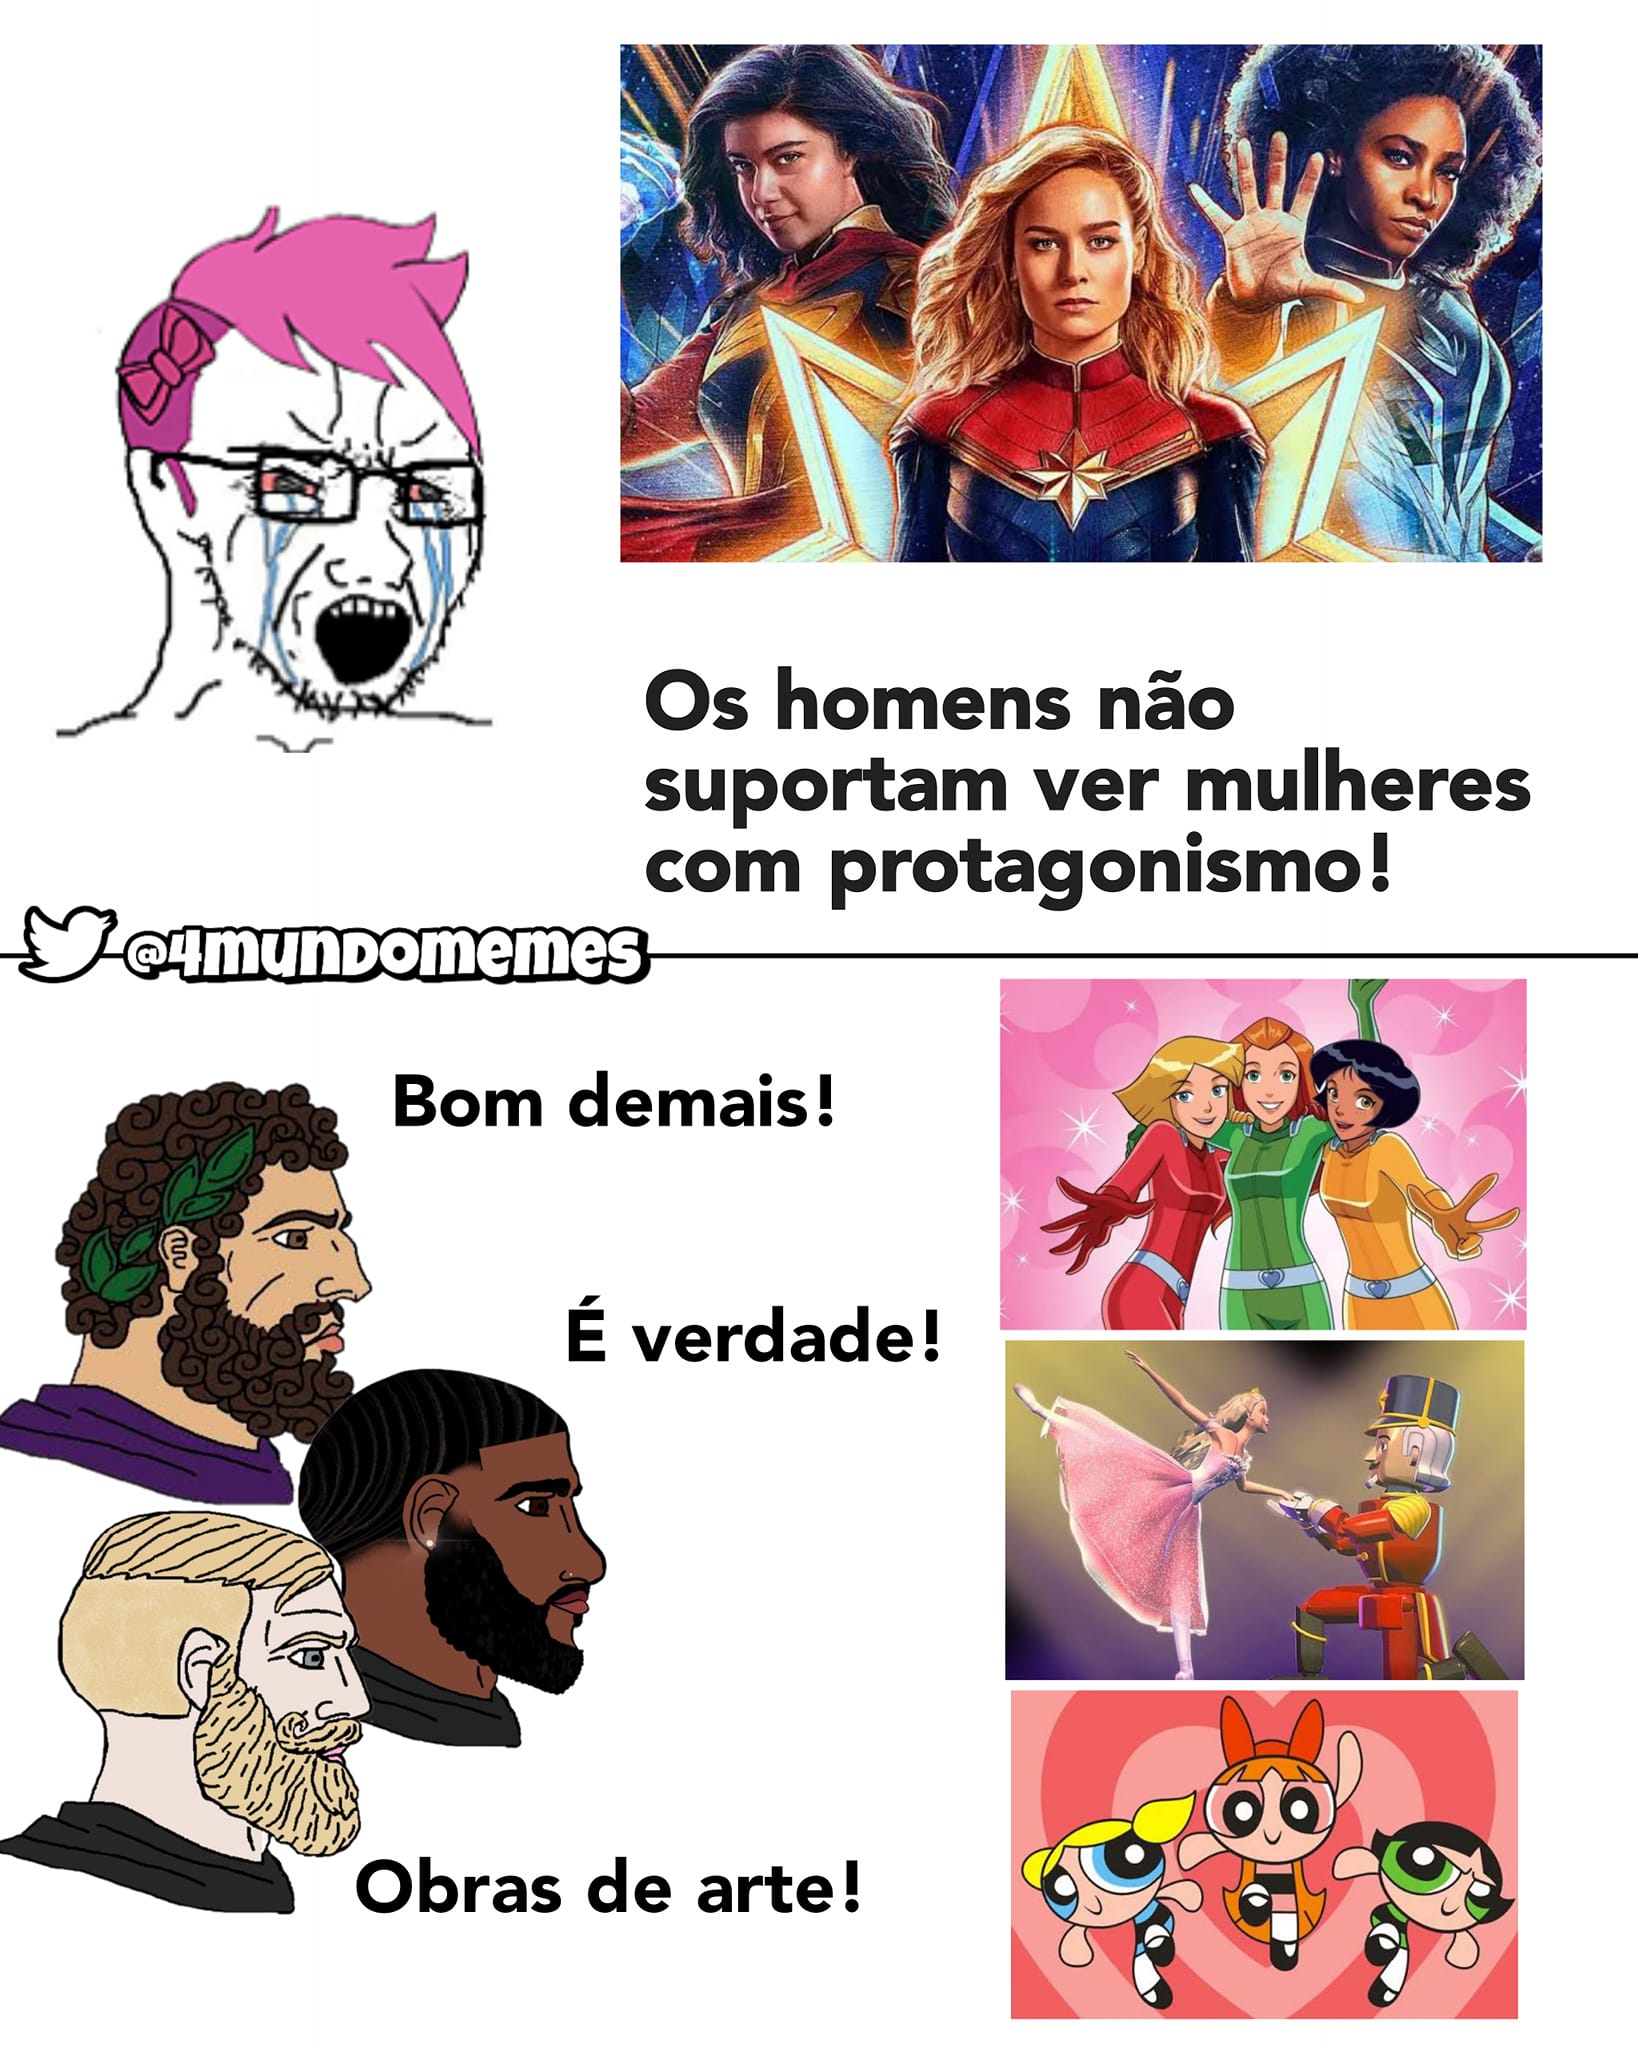 Os homens não
suportam ver mulheres
com protagonismo!
@4mundomemes
Bom demais!
É verdade!
Obras de arte!